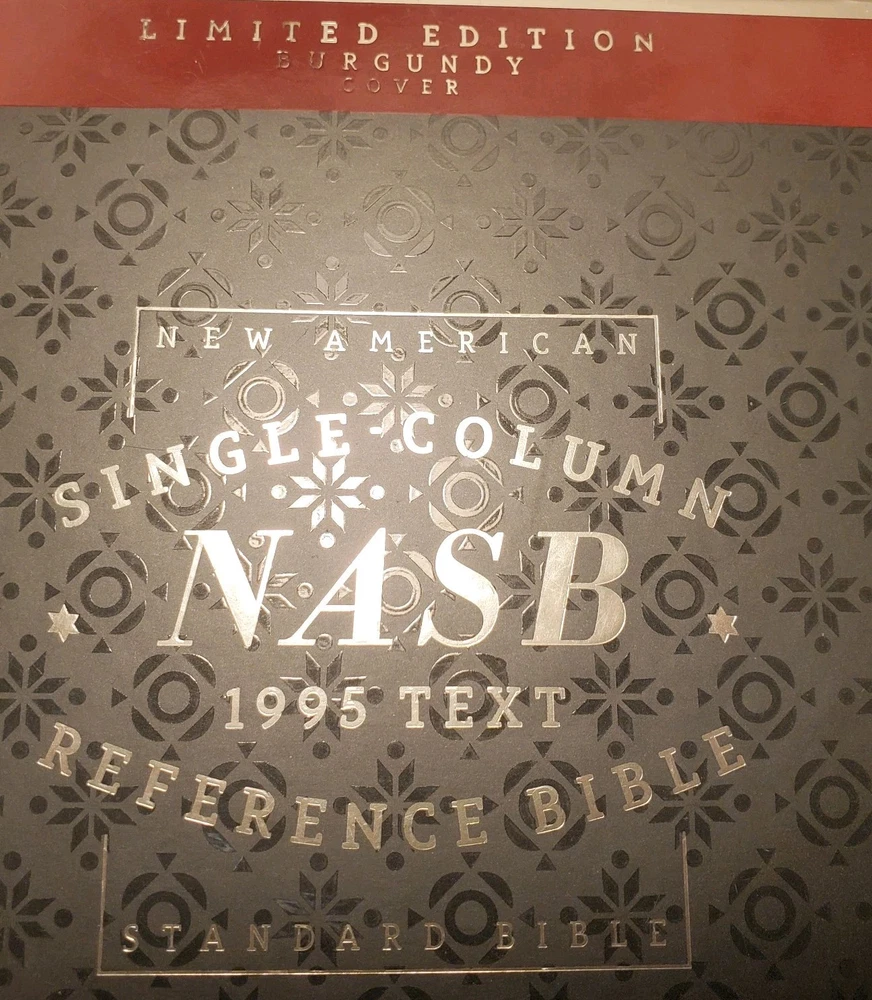 LIMITED EDITION
BURGUNDY
COVER
NEW AMERICAN
SINGLE-COLUMN
NASB
1995 TEXT
REFERENCE BIBLE
STANDARD BIBLE